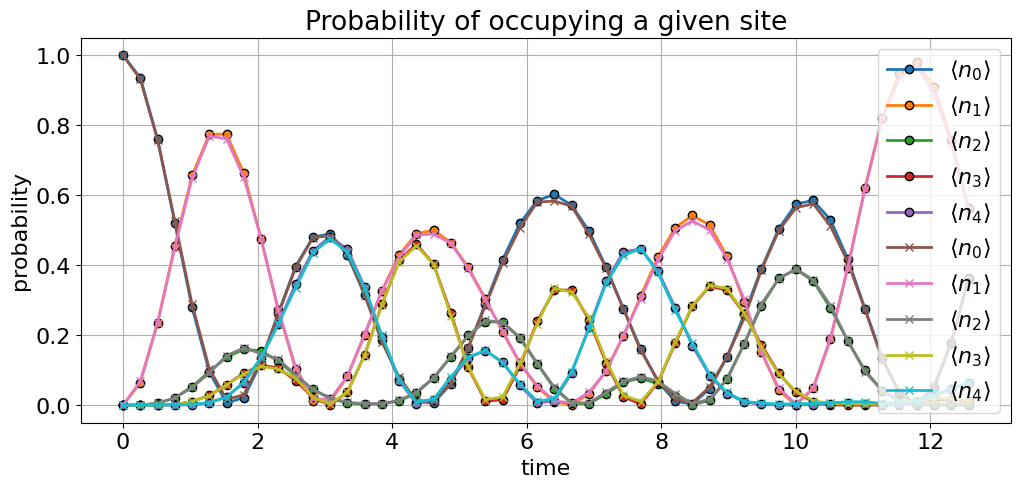 Probability of occupying a given site
probability
1.0
0.8
0.6
0.4
0.2
0.0
0
2
4
6
8
10
12
time
⟨n₀⟩
⟨n₁⟩
⟨n₂⟩
⟨n₃⟩
⟨n₄⟩
⟨n₀⟩
⟨n₁⟩
⟨n₂⟩
⟨n₃⟩
⟨n₄⟩